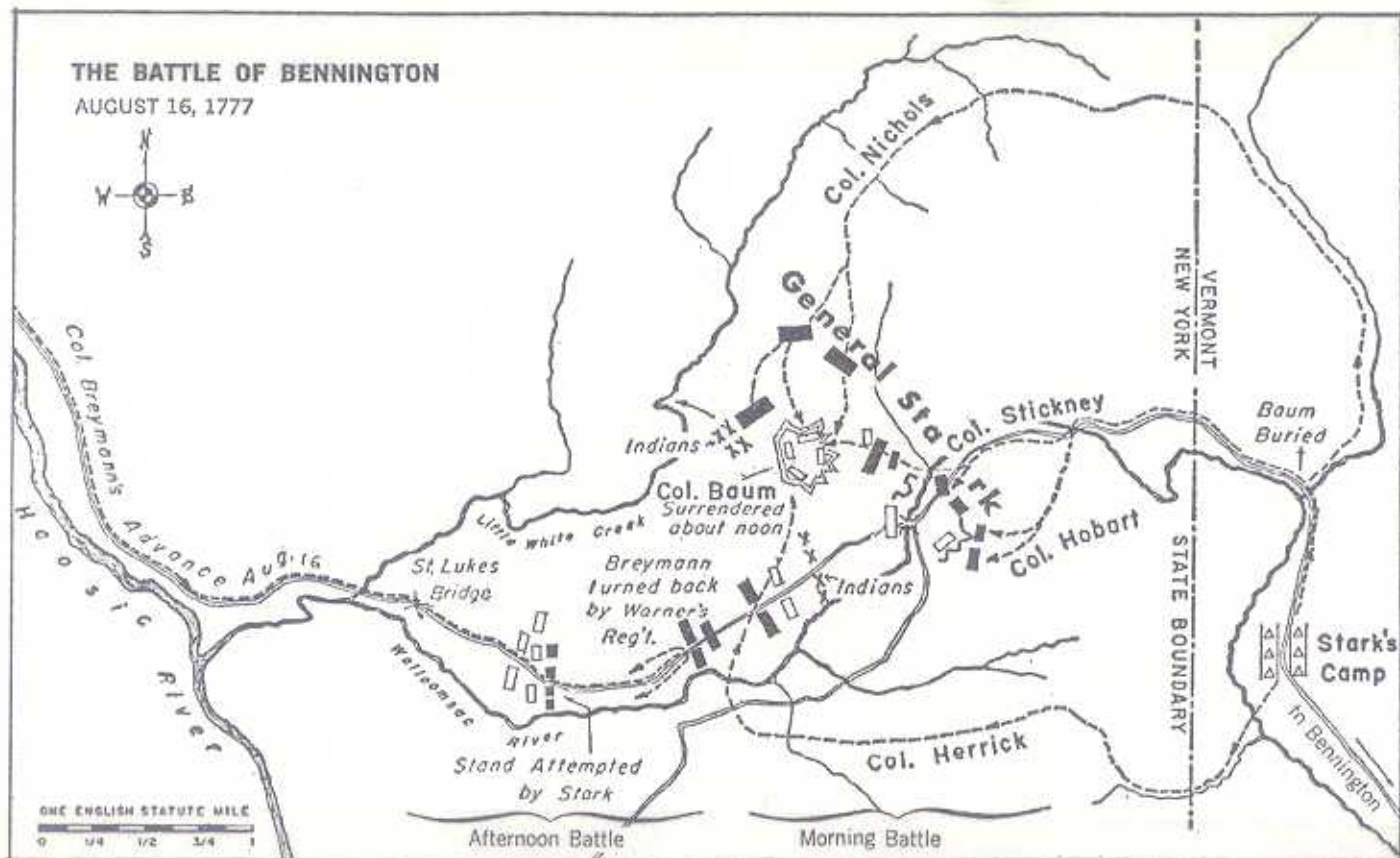 THE BATTLE OF BENNINGTON
AUGUST 16, 1777
N
W
E
S
Col. Nichols
General Stark
VERMONT
NEW YORK
STATE BOUNDARY
Col. Stickney
Baum
Buried
Indians
Col. Baum
Surrendered
about noon
Col. Breymann's Advance Aug. 16
Hoosic River
Little White Creek
St. Lukes
Bridge
Breymann
turned back
by Warner's
Reg't.
Indians
Col. Hobart
Stark's
Camp
To Bennington
Walloomsac River
Stand Attempted
by Stark
Col. Herrick
ONE ENGLISH STATUTE MILE
0 1/4 1/2 3/4 1
Afternoon Battle
Morning Battle